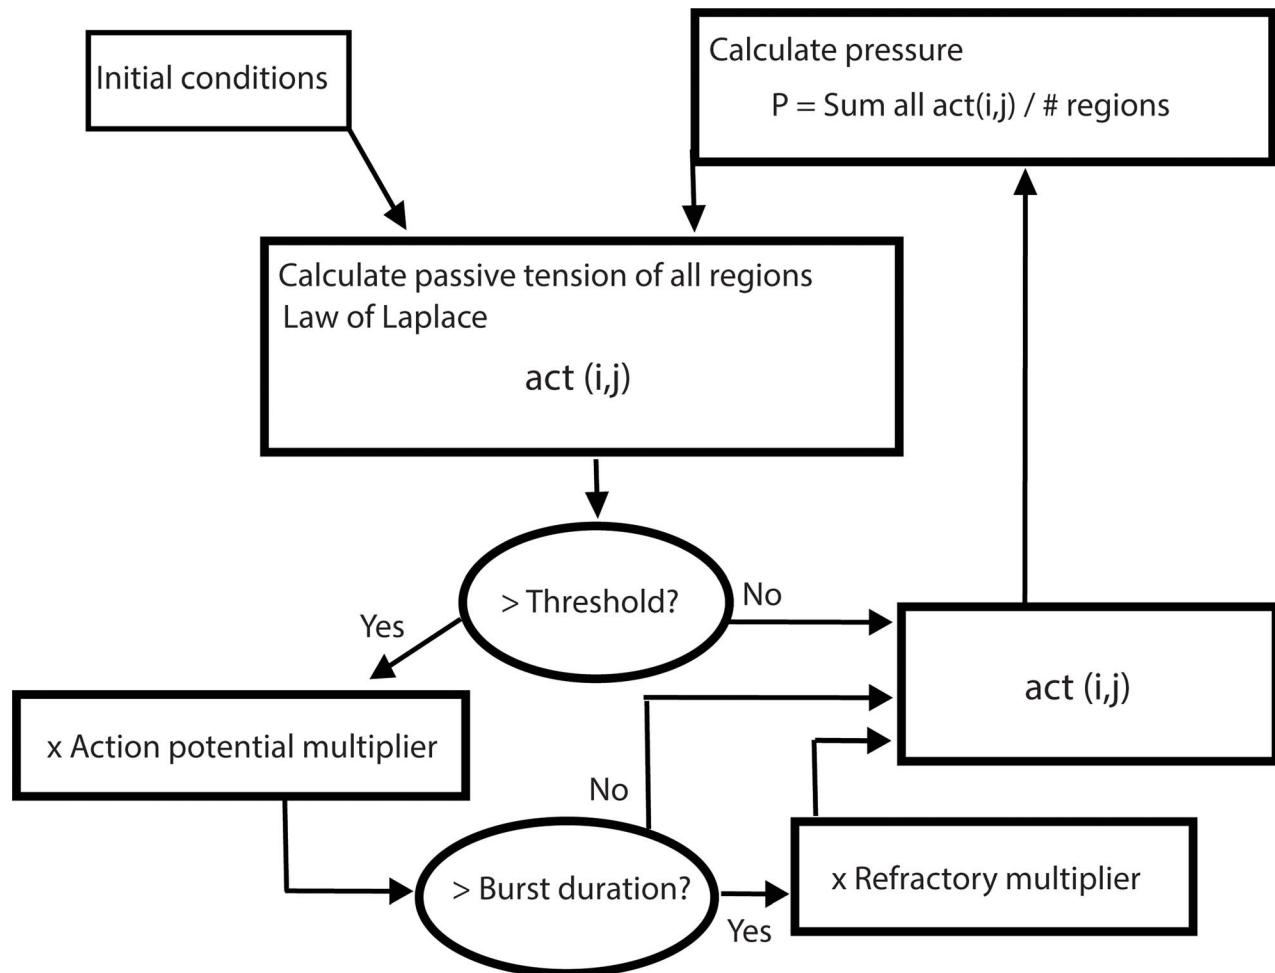 Initial conditions
Calculate pressure
P = Sum all act(i,j) / # regions
Calculate passive tension of all regions
Law of Laplace
act (i,j)
> Threshold?
No
Yes
act (i,j)
x Action potential multiplier
No
> Burst duration?
Yes
x Refractory multiplier